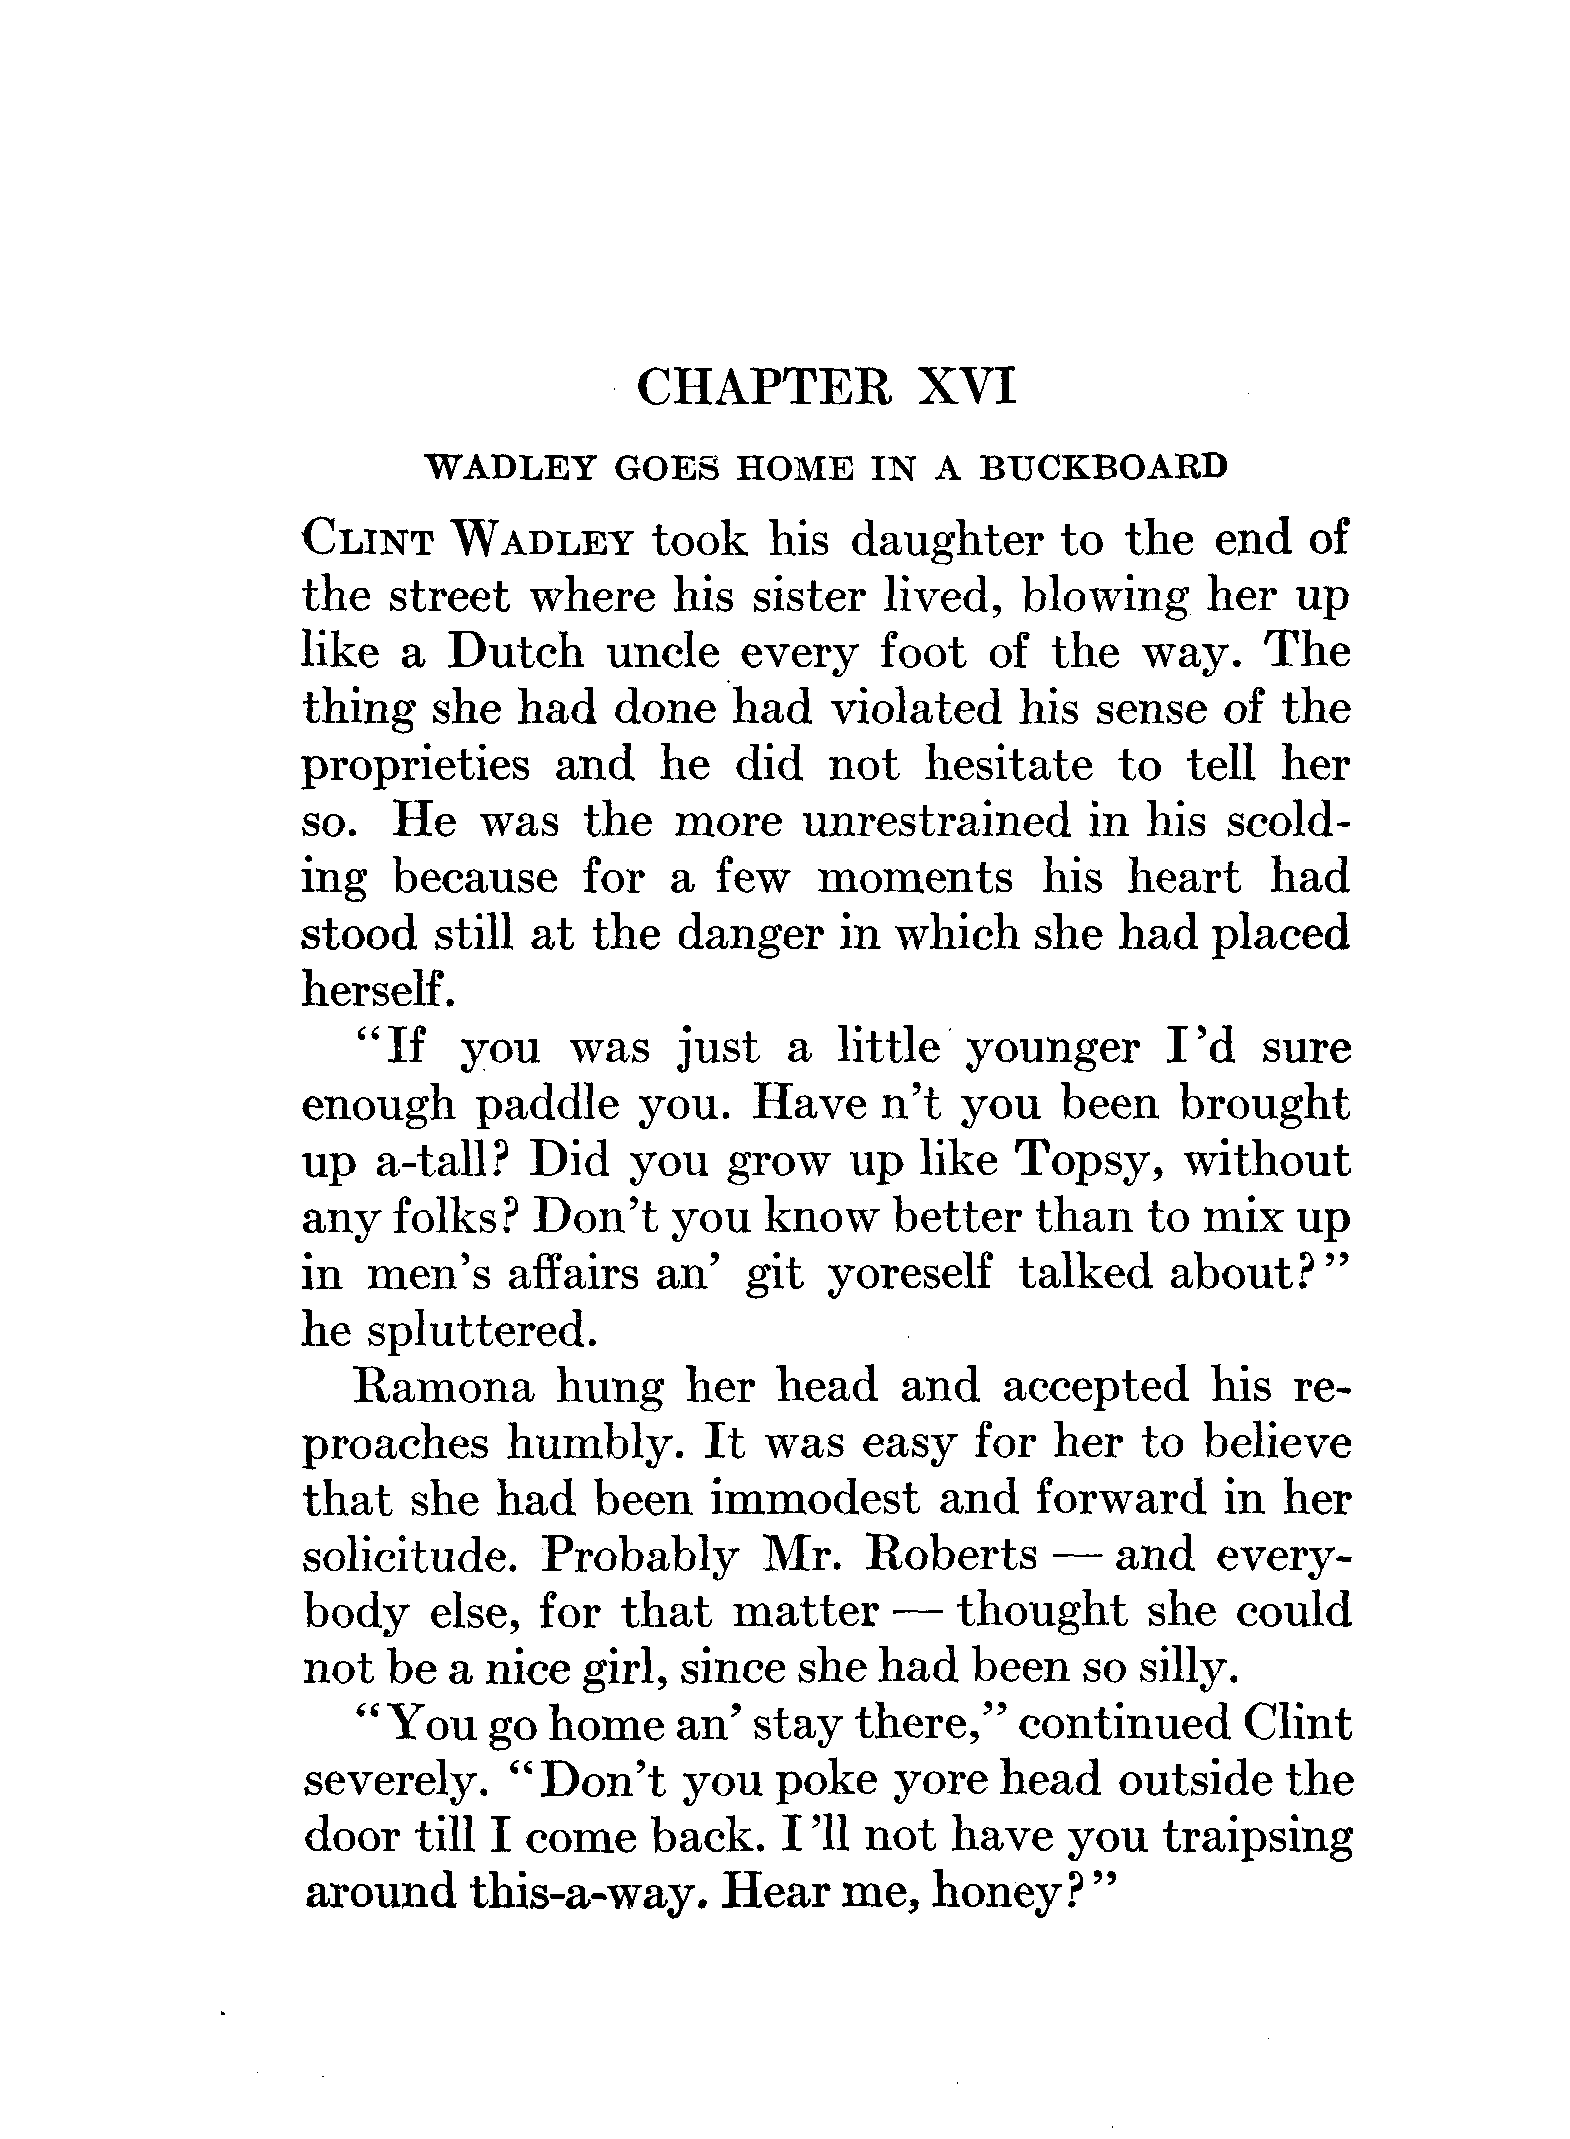 CHAPTER XVI
WADLEY GOES HOME IN A BUCKBOARD
CLINT WADLEY took his daughter to the end of
the street where his sister lived, blowing her up
like a Dutch uncle every foot of the way. The
thing she had done had violated his sense of the
proprieties and he did not hesitate to tell her
so. He was the more unrestrained in his scold-
ing because for a few moments his heart had
stood still at the danger in which she had placed
herself.
"If you was just a little younger I'd sure
enough paddle you. Have n't you been brought
up a-tall? Did you grow up like Topsy, without
any folks? Don't you know better than to mix up
in men's affairs an' git yoreself talked about?"
he spluttered.
Ramona hung her head and accepted his re-
proaches humbly. It was easy for her to believe
that she had been immodest and forward in her
solicitude. Probably Mr. Roberts — and every-
body else, for that matter — thought she could
not be a nice girl, since she had been so silly.
"You go home an' stay there," continued Clint
severely. "Don't you poke yore head outside the
door till I come back. I 'll not have you traipsing
around this-a-way. Hear me, honey?"